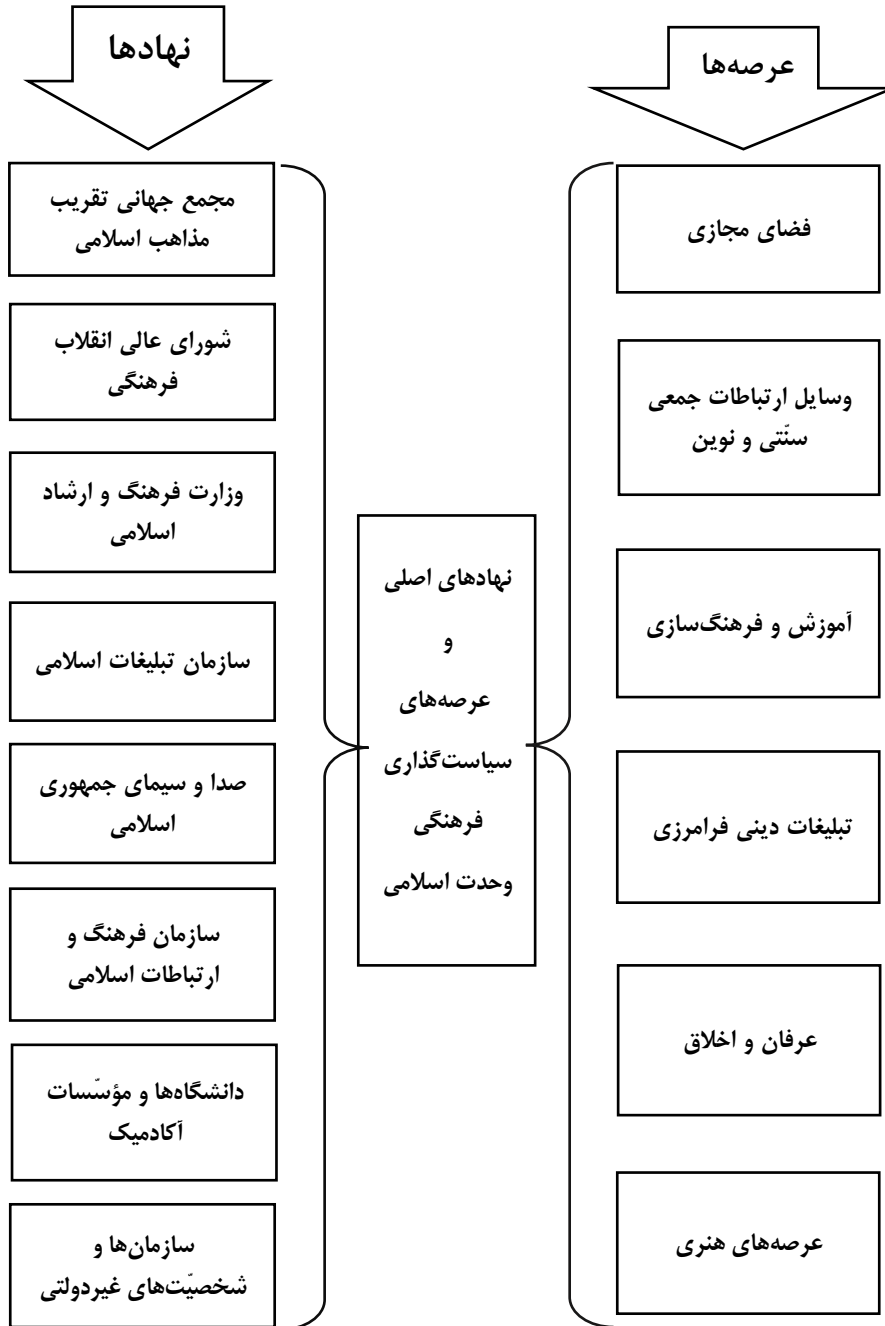 عرصه‌ها
فضای مجازی
وسایل ارتباطات جمعی
سنّتی و نوین
آموزش و فرهنگ‌سازی
تبلیغات دینی فرامرزی
عرفان و اخلاق
عرصه‌های هنری
نهادهای اصلی
و
عرصه‌های
سیاست‌گذاری
فرهنگی
وحدت اسلامی
نهادها
مجمع جهانی تقریب
مذاهب اسلامی
شورای عالی انقلاب
فرهنگی
وزارت فرهنگ و ارشاد
اسلامی
سازمان تبلیغات اسلامی
صدا و سیمای جمهوری
اسلامی
سازمان فرهنگ و
ارتباطات اسلامی
دانشگاه‌ها و مؤسّسات
آکادمیک
سازمان‌ها و
شخصیّت‌های غیردولتی